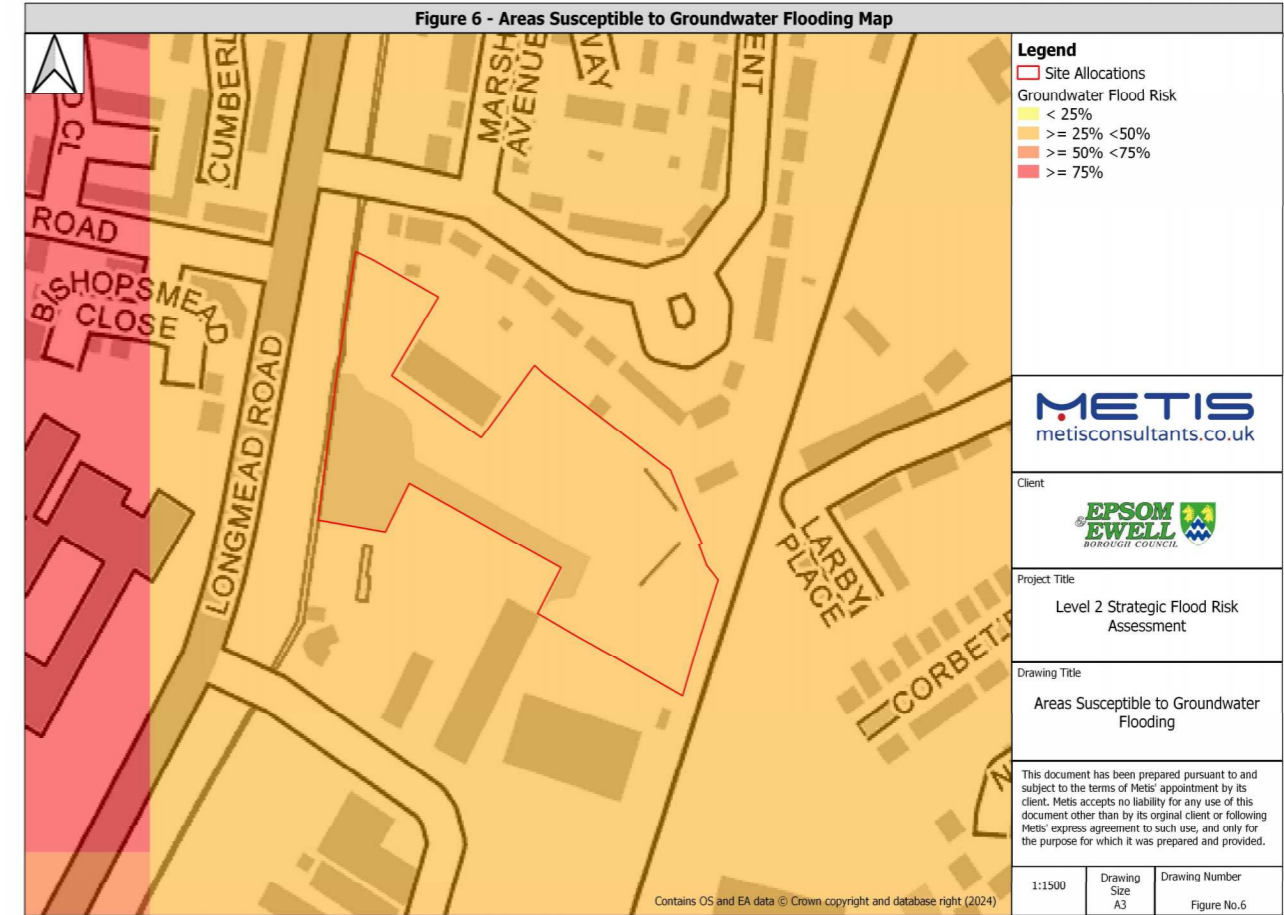 Figure 6 - Areas Susceptible to Groundwater Flooding Map
CUMBERL
MARSH
AVENUE
WAY
ENT
CL
ROAD
BISHOPSMEAD
CLOSE
LONGMEAD ROAD
LARBY
PLACE
CORBET
N
Contains OS and EA data © Crown copyright and database right (2024)
Legend
Site Allocations
Groundwater Flood Risk
< 25%
>= 25% <50%
>= 50% <75%
>= 75%
METIS
metisconsultants.co.uk
Client
EPSOM
& EWELL
BOROUGH COUNCIL
Project Title
Level 2 Strategic Flood Risk
Assessment
Drawing Title
Areas Susceptible to Groundwater
Flooding
This document has been prepared pursuant to and
subject to the terms of Metis' appointment by its
client. Metis accepts no liability for any use of this
document other than by its orginal client or following
Metis' express agreement to such use, and only for
the purpose for which it was prepared and provided.
1:1500
Drawing
Size
A3
Drawing Number
Figure No.6